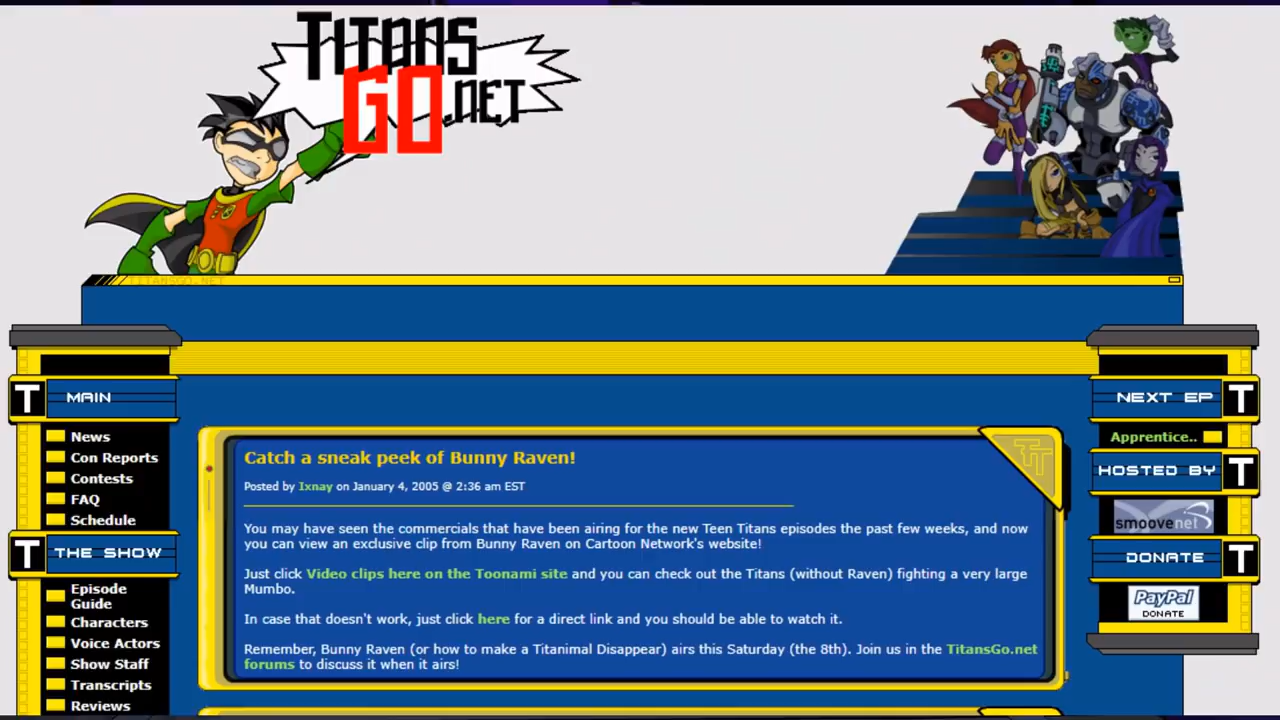 TITANS
GO.NET
TITANSGO.NET
T MAIN
News
Con Reports
Contests
FAQ
Schedule
T THE SHOW
Episode
Guide
Characters
Voice Actors
Show Staff
Transcripts
Reviews
Catch a sneak peek of Bunny Raven!
Posted by Ixnay on January 4, 2005 @ 2:36 am EST
You may have seen the commercials that have been airing for the new Teen Titans episodes the past few weeks, and now
you can view an exclusive clip from Bunny Raven on Cartoon Network's website!
Just click Video clips here on the Toonami site and you can check out the Titans (without Raven) fighting a very large
Mumbo.
In case that doesn't work, just click here for a direct link and you should be able to watch it.
Remember, Bunny Raven (or how to make a Titanimal Disappear) airs this Saturday (the 8th). Join us in the TitansGo.net
forums to discuss it when it airs!
TT
NEXT EP T
Apprentice..
HOSTED BY T
smoovenet
DONATE T
PayPal
DONATE